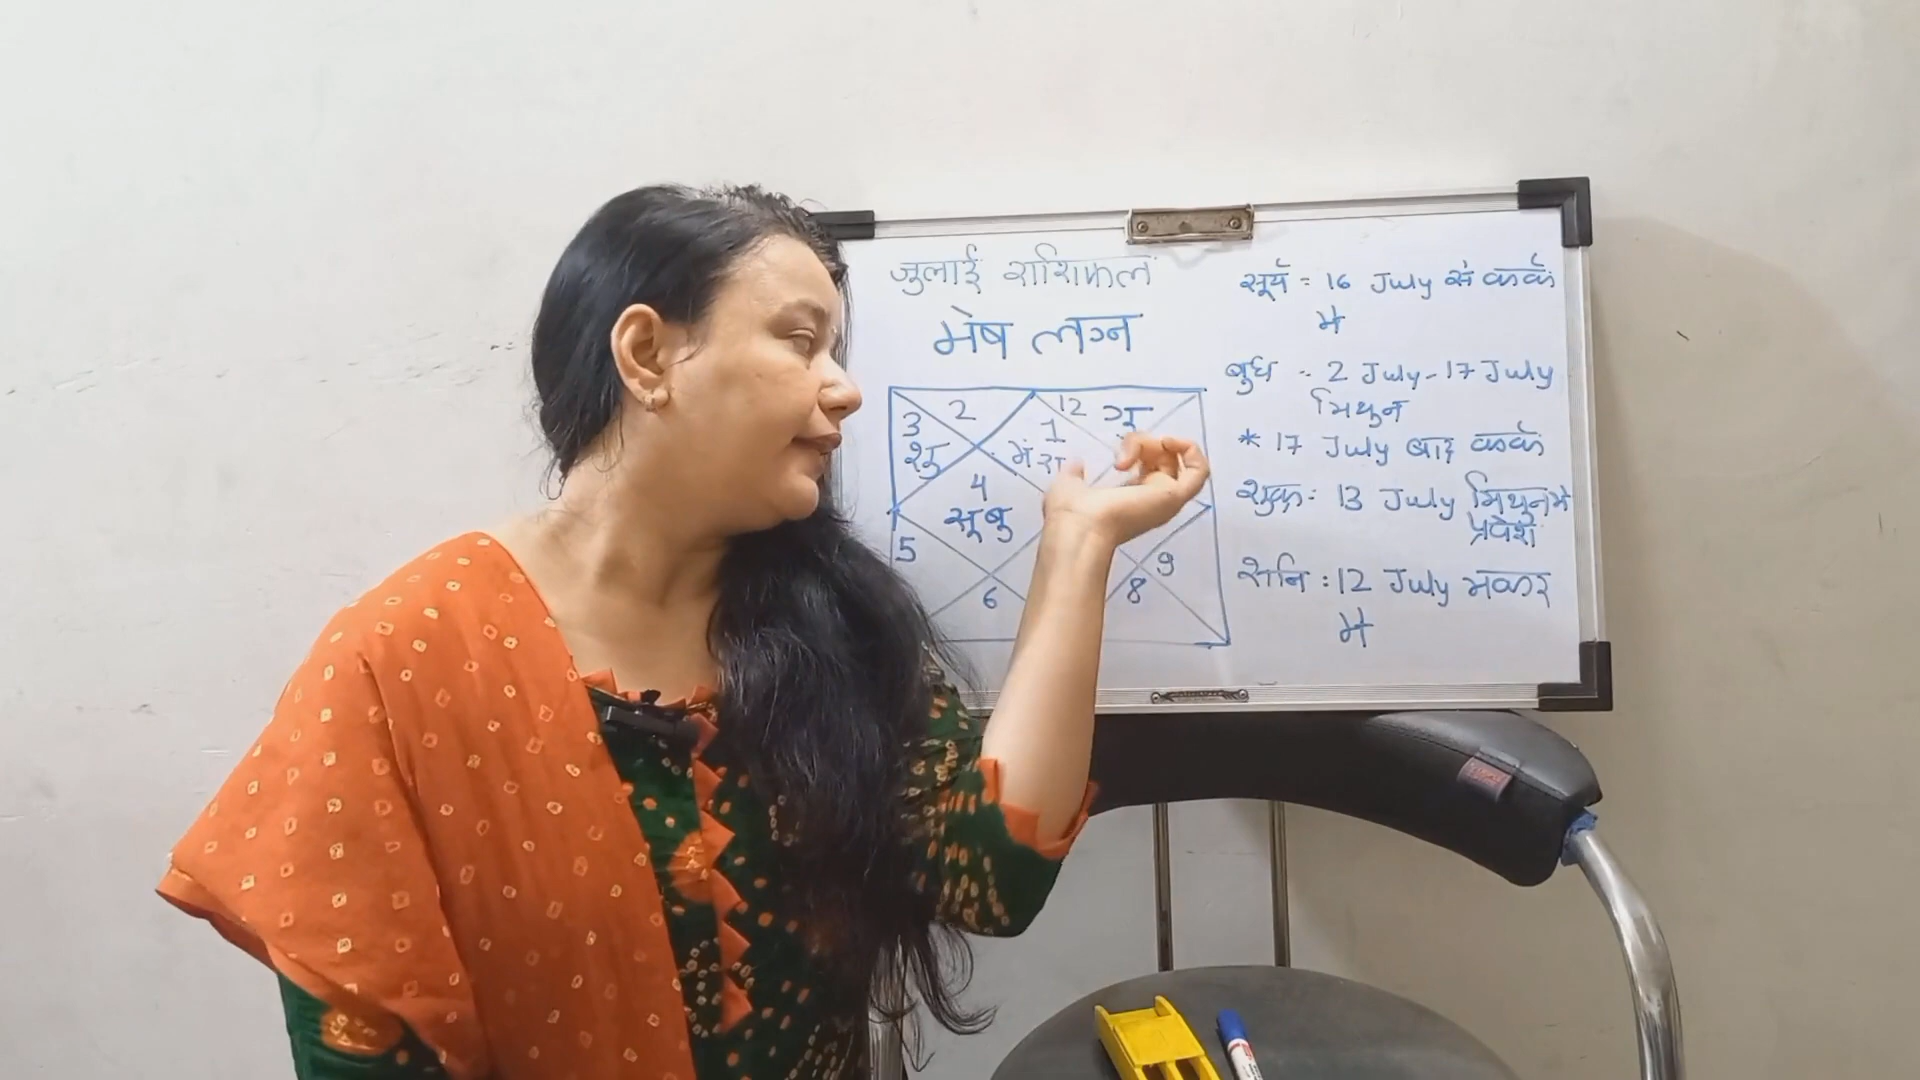 जुलाई राशिफल
मेष लग्न
3
2
12
गु
1
शु
मं रा
4
सू बु
5
6
8
9
सूर्य = 16 July से कर्क
में
बुध - 2 July - 17 July
मिथुन
* 17 July बाद कर्क
शुक्र : 13 July मिथुन में
प्रवेश
शनि : 12 July मकर
में